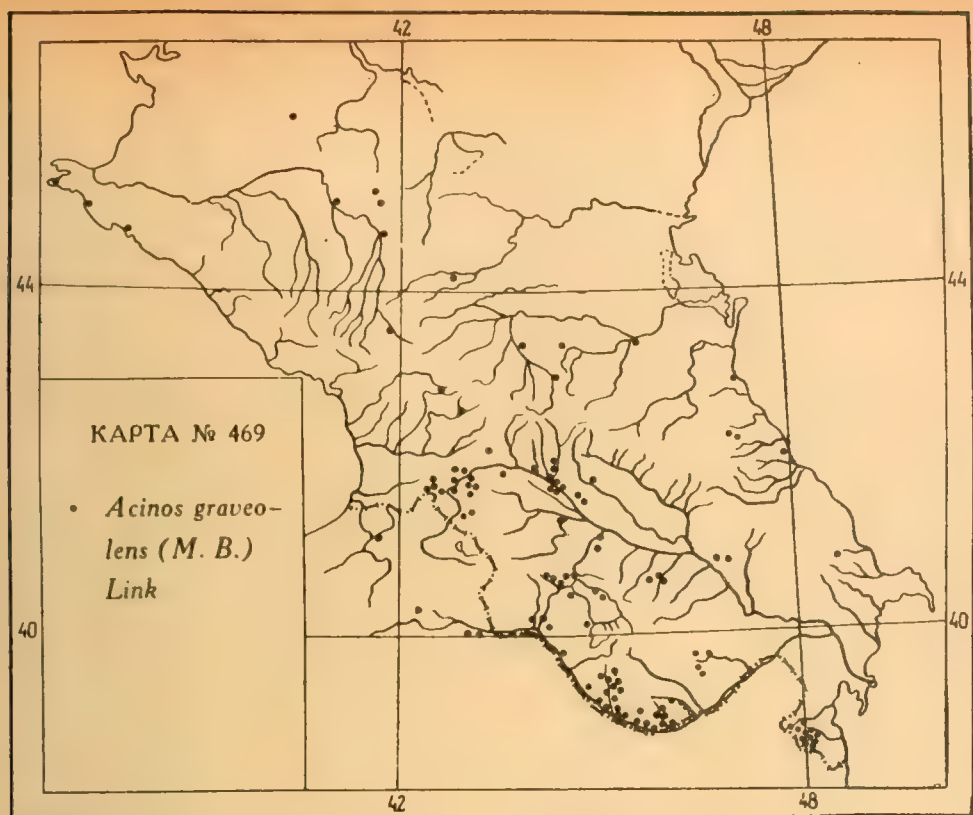 42 48
44 44
КАРТА № 469
Acinos graveo-
lens (M. B.)
Link
40 40
42 48